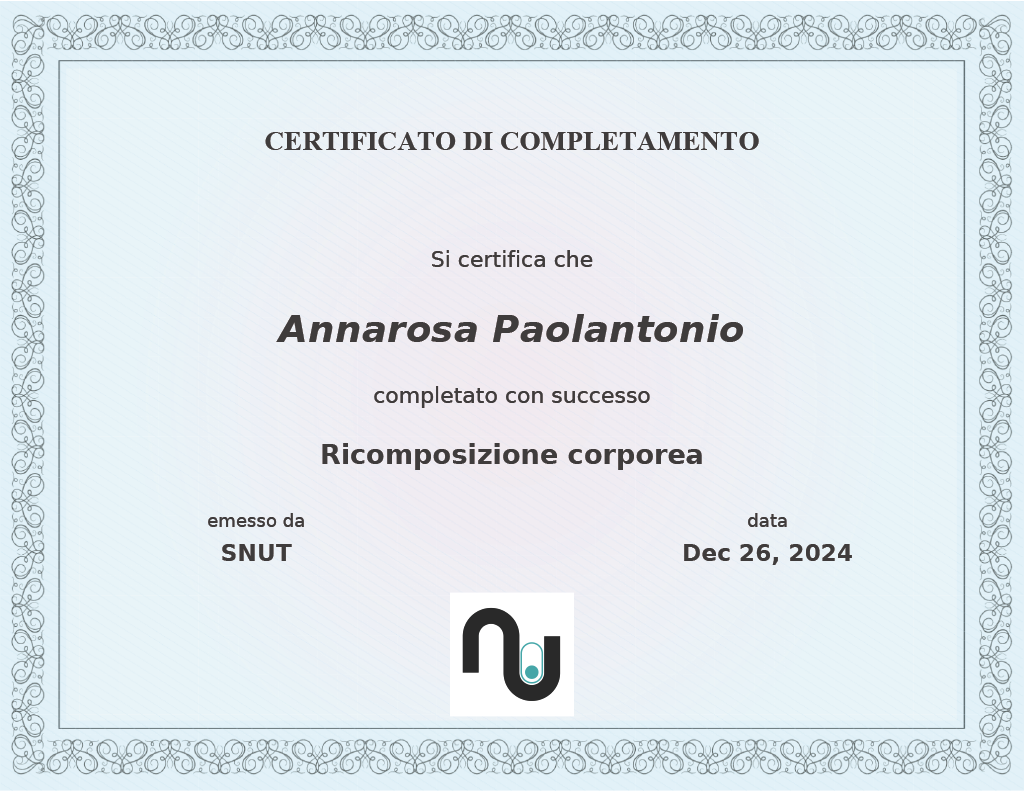 CERTIFICATO DI COMPLETAMENTO
Si certifica che
Annarosa Paolantonio
completato con successo
Ricomposizione corporea
emesso da
SNUT
data
Dec 26, 2024